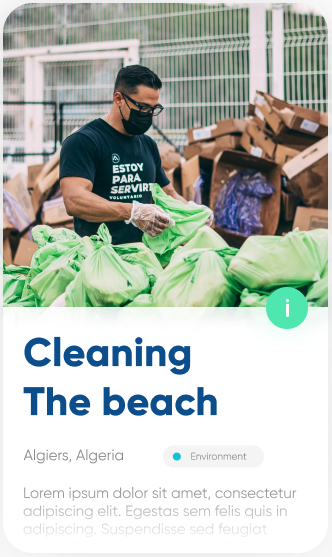 ESTOY
PARA
SERVIRTE
VOLUNTARIO
i
Cleaning
The beach
Algiers, Algeria
Environment
Lorem ipsum dolor sit amet, consectetur
adipiscing elit. Egestas sem felis quis in
adipiscing. Suspendisse sed feugiat